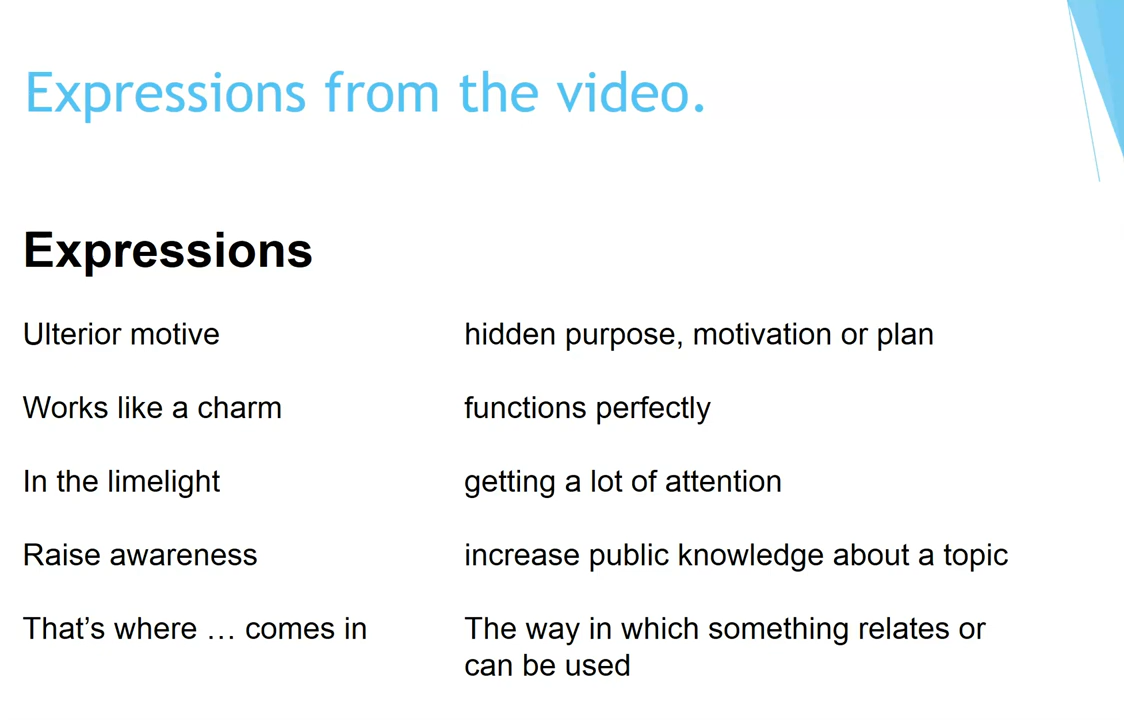 Expressions from the video.
Expressions
Ulterior motive hidden purpose, motivation or plan
Works like a charm functions perfectly
In the limelight getting a lot of attention
Raise awareness increase public knowledge about a topic
That’s where … comes in The way in which something relates or
can be used